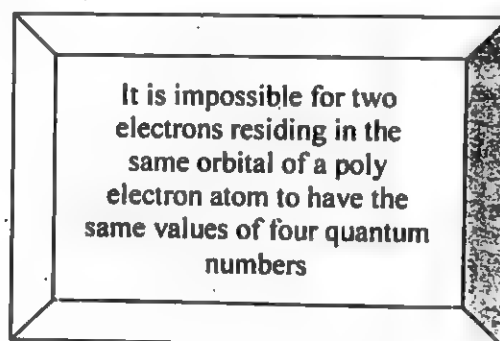 It is impossible for two
electrons residing in the
same orbital of a poly
electron atom to have the
same values of four quantum
numbers